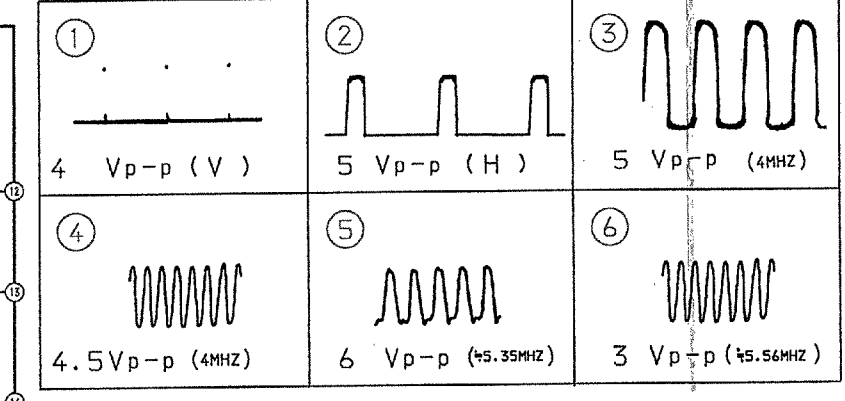 ① ② ③
4 Vp-p (V) 5 Vp-p (H) 5 Vp-p (4MHZ)
⑫
④ ⑤ ⑥
⑬
4.5Vp-p (4MHZ) 6 Vp-p (≒5.35MHZ) 3 Vp-p (≒5.56MHZ)